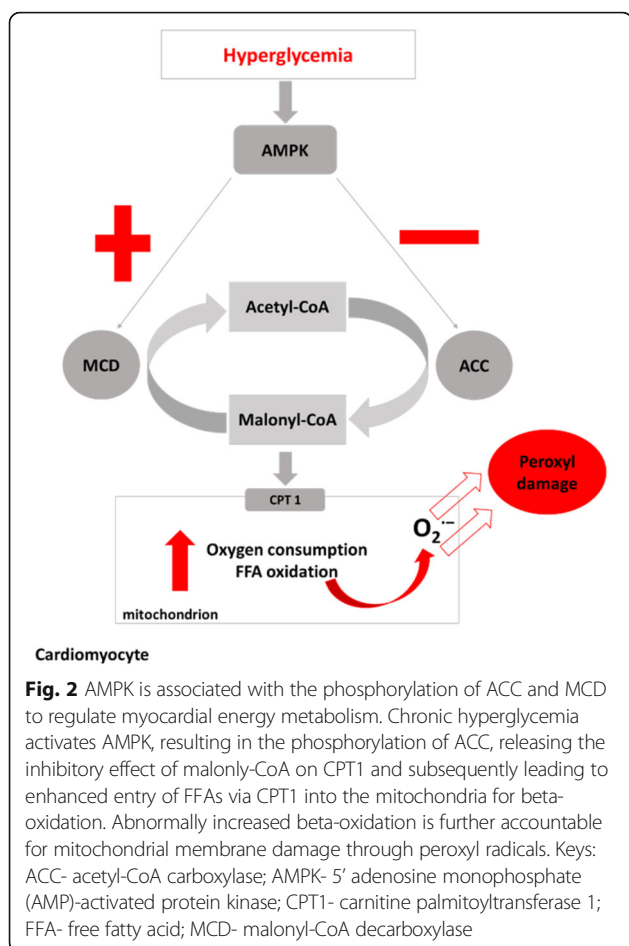 Hyperglycemia
AMPK
Acetyl-CoA
MCD
ACC
Malonyl-CoA
Peroxyl
damage
CPT 1
O₂·−
Oxygen consumption
FFA oxidation
mitochondrion
Cardiomyocyte
Fig. 2 AMPK is associated with the phosphorylation of ACC and MCD
to regulate myocardial energy metabolism. Chronic hyperglycemia
activates AMPK, resulting in the phosphorylation of ACC, releasing the
inhibitory effect of malonly-CoA on CPT1 and subsequently leading to
enhanced entry of FFAs via CPT1 into the mitochondria for beta-
oxidation. Abnormally increased beta-oxidation is further accountable
for mitochondrial membrane damage through peroxyl radicals. Keys:
ACC- acetyl-CoA carboxylase; AMPK- 5′ adenosine monophosphate
(AMP)-activated protein kinase; CPT1- carnitine palmitoyltransferase 1;
FFA- free fatty acid; MCD- malonyl-CoA decarboxylase